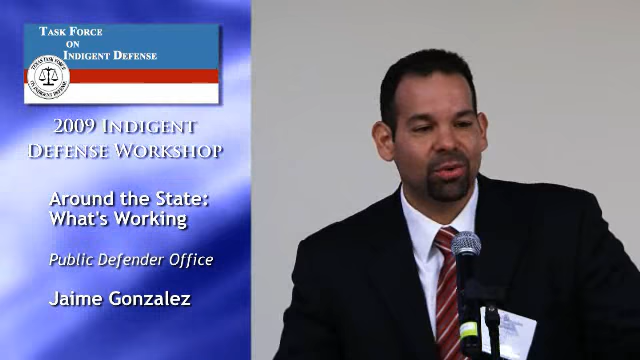 TASK FORCE
ON
INDIGENT DEFENSE
2009 INDIGENT
DEFENSE WORKSHOP
Around the State:
What's Working
Public Defender Office
Jaime Gonzalez